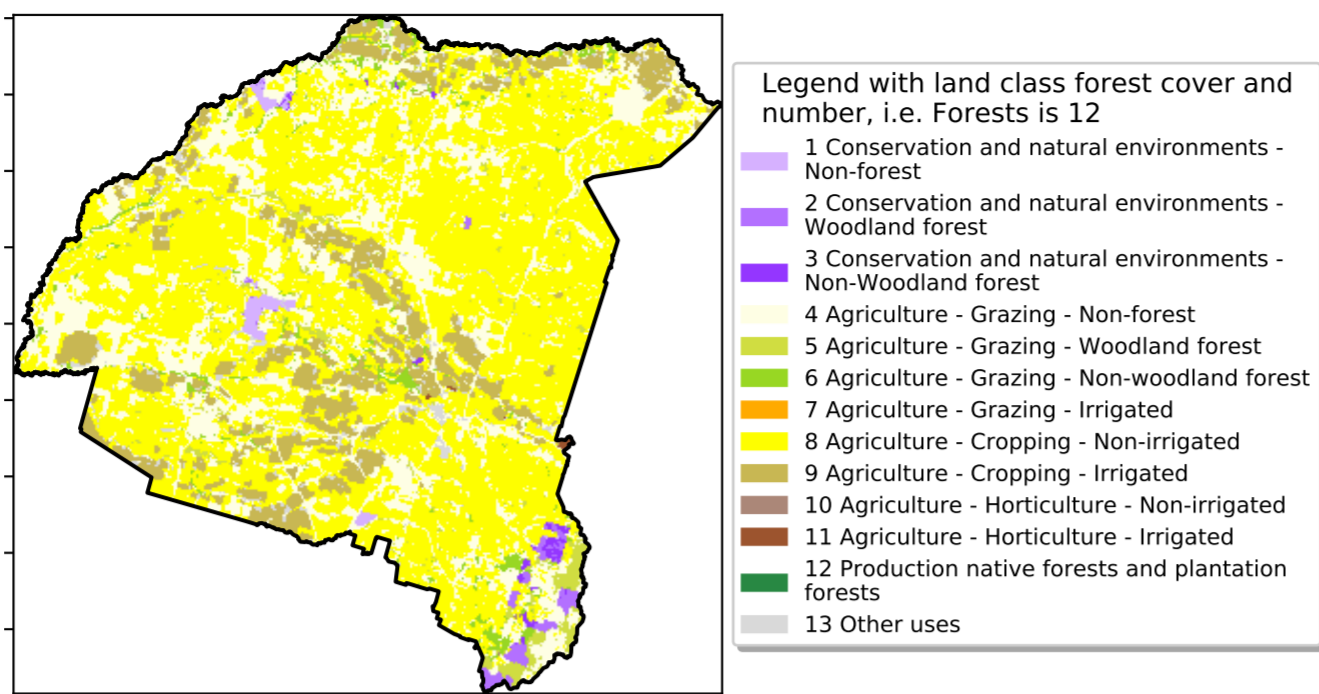 Legend with land class forest cover and
number, i.e. Forests is 12
1 Conservation and natural environments -
Non-forest
2 Conservation and natural environments -
Woodland forest
3 Conservation and natural environments -
Non-Woodland forest
4 Agriculture - Grazing - Non-forest
5 Agriculture - Grazing - Woodland forest
6 Agriculture - Grazing - Non-woodland forest
7 Agriculture - Grazing - Irrigated
8 Agriculture - Cropping - Non-irrigated
9 Agriculture - Cropping - Irrigated
10 Agriculture - Horticulture - Non-irrigated
11 Agriculture - Horticulture - Irrigated
12 Production native forests and plantation
forests
13 Other uses